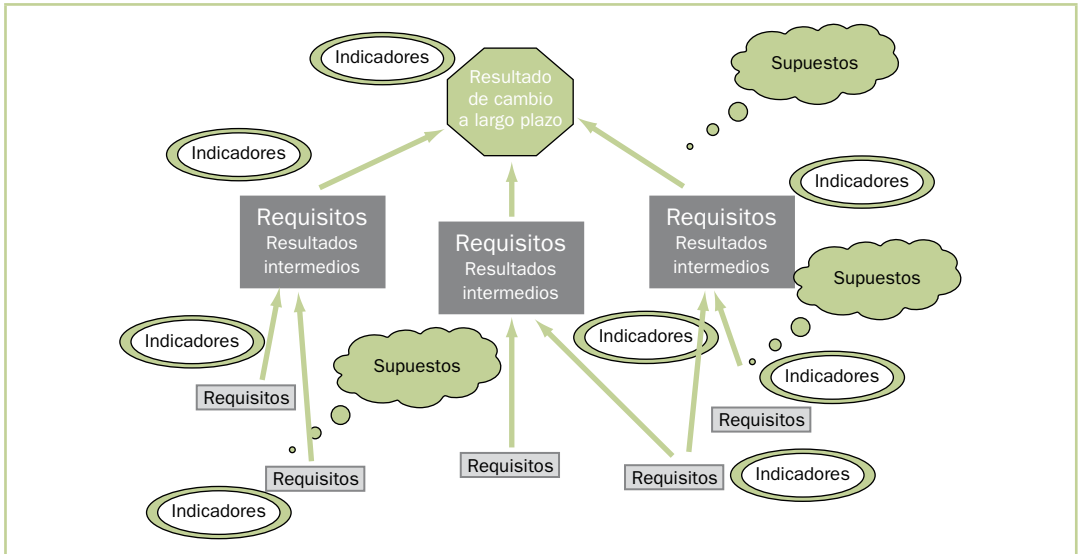 Indicadores
Resultado
de cambio
a largo plazo
Supuestos
Indicadores
Indicadores
Requisitos
Resultados
intermedios
Requisitos
Resultados
intermedios
Requisitos
Resultados
intermedios
Supuestos
Indicadores
Indicadores
Supuestos
Indicadores
Requisitos
Requisitos
Requisitos
Requisitos
Requisitos
Indicadores
Indicadores